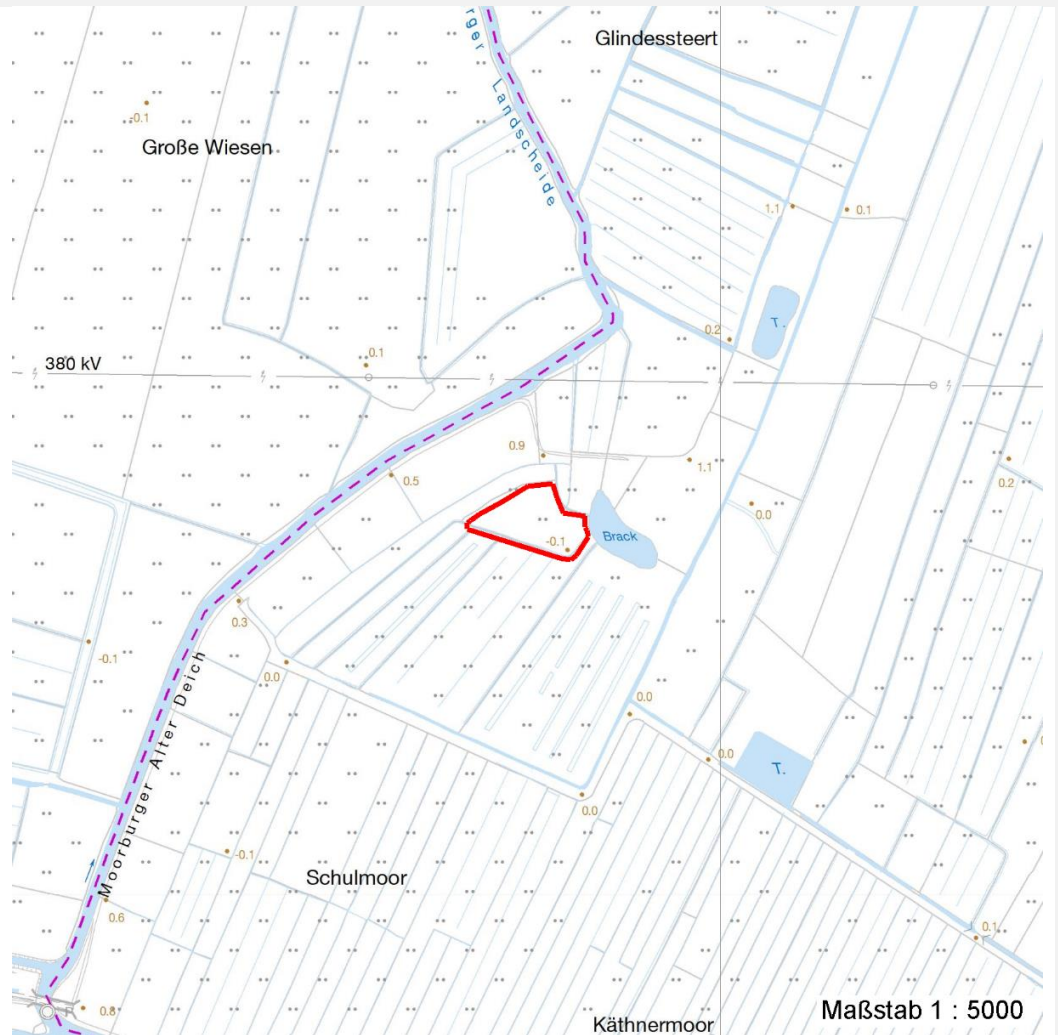 Glindessteert
rger Landscheide
-0.1
Große Wiesen
1.1
0.1
T.
0.2
380 kV
0.1
0.9
1.1
0.5
0.2
0.0
Brack
-0.1
0.3
-0.1
0.0
Moorburger Alter Deich
0.0
0.0
T.
0.0
-0.1
Schulmoor
0.6
0.1
0.8
Käthnermoor
Maßstab 1 : 5000